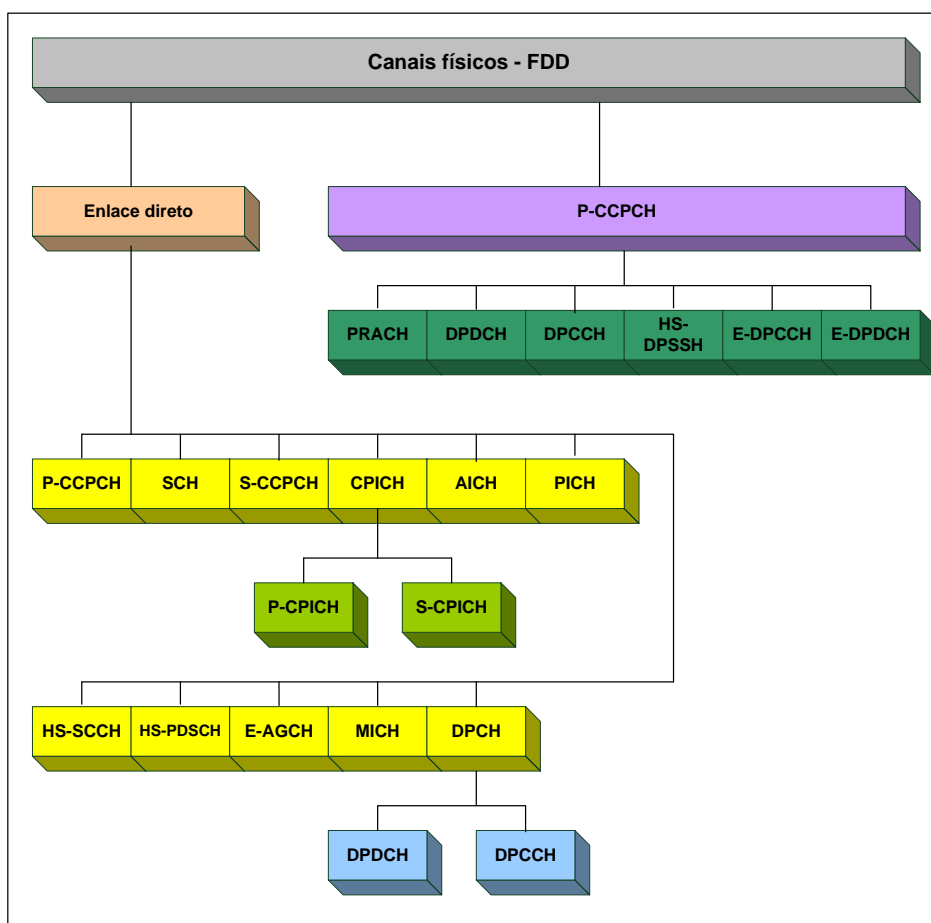 Canais físicos - FDD
Enlace direto
P-CCPCH
PRACH
DPDCH
DPCCH
HS-
DPSSH
E-DPCCH
E-DPDCH
P-CCPCH
SCH
S-CCPCH
CPICH
AICH
PICH
P-CPICH
S-CPICH
HS-SCCH
HS-PDSCH
E-AGCH
MICH
DPCH
DPDCH
DPCCH